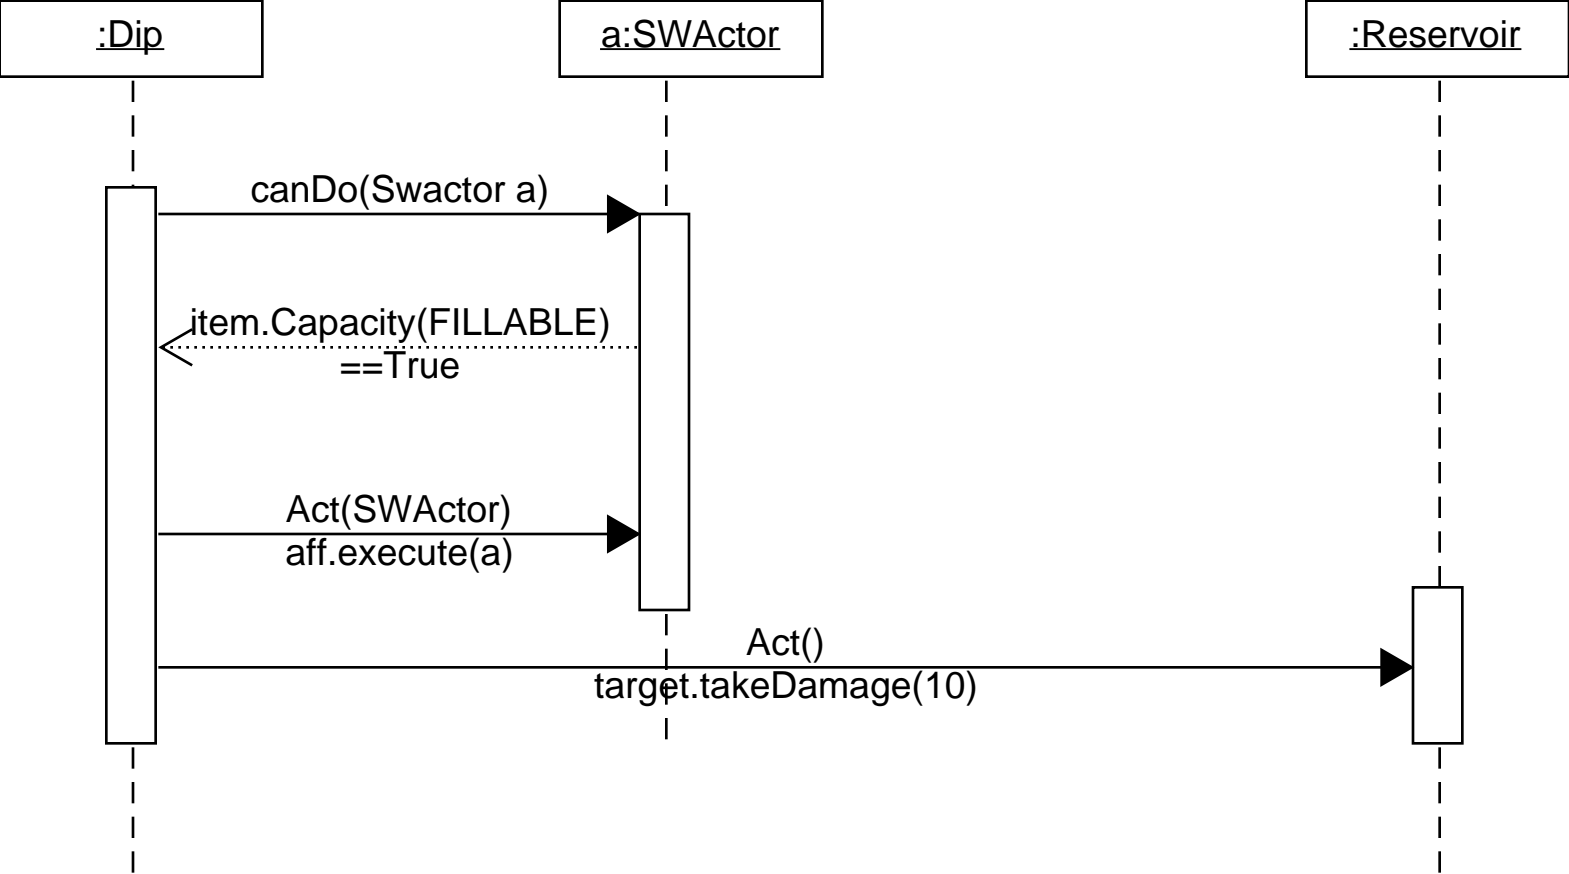 :Dip
a:SWActor
:Reservoir
canDo(Swactor a)
item.Capacity(FILLABLE)
==True
Act(SWActor)
aff.execute(a)
Act()
target.takeDamage(10)